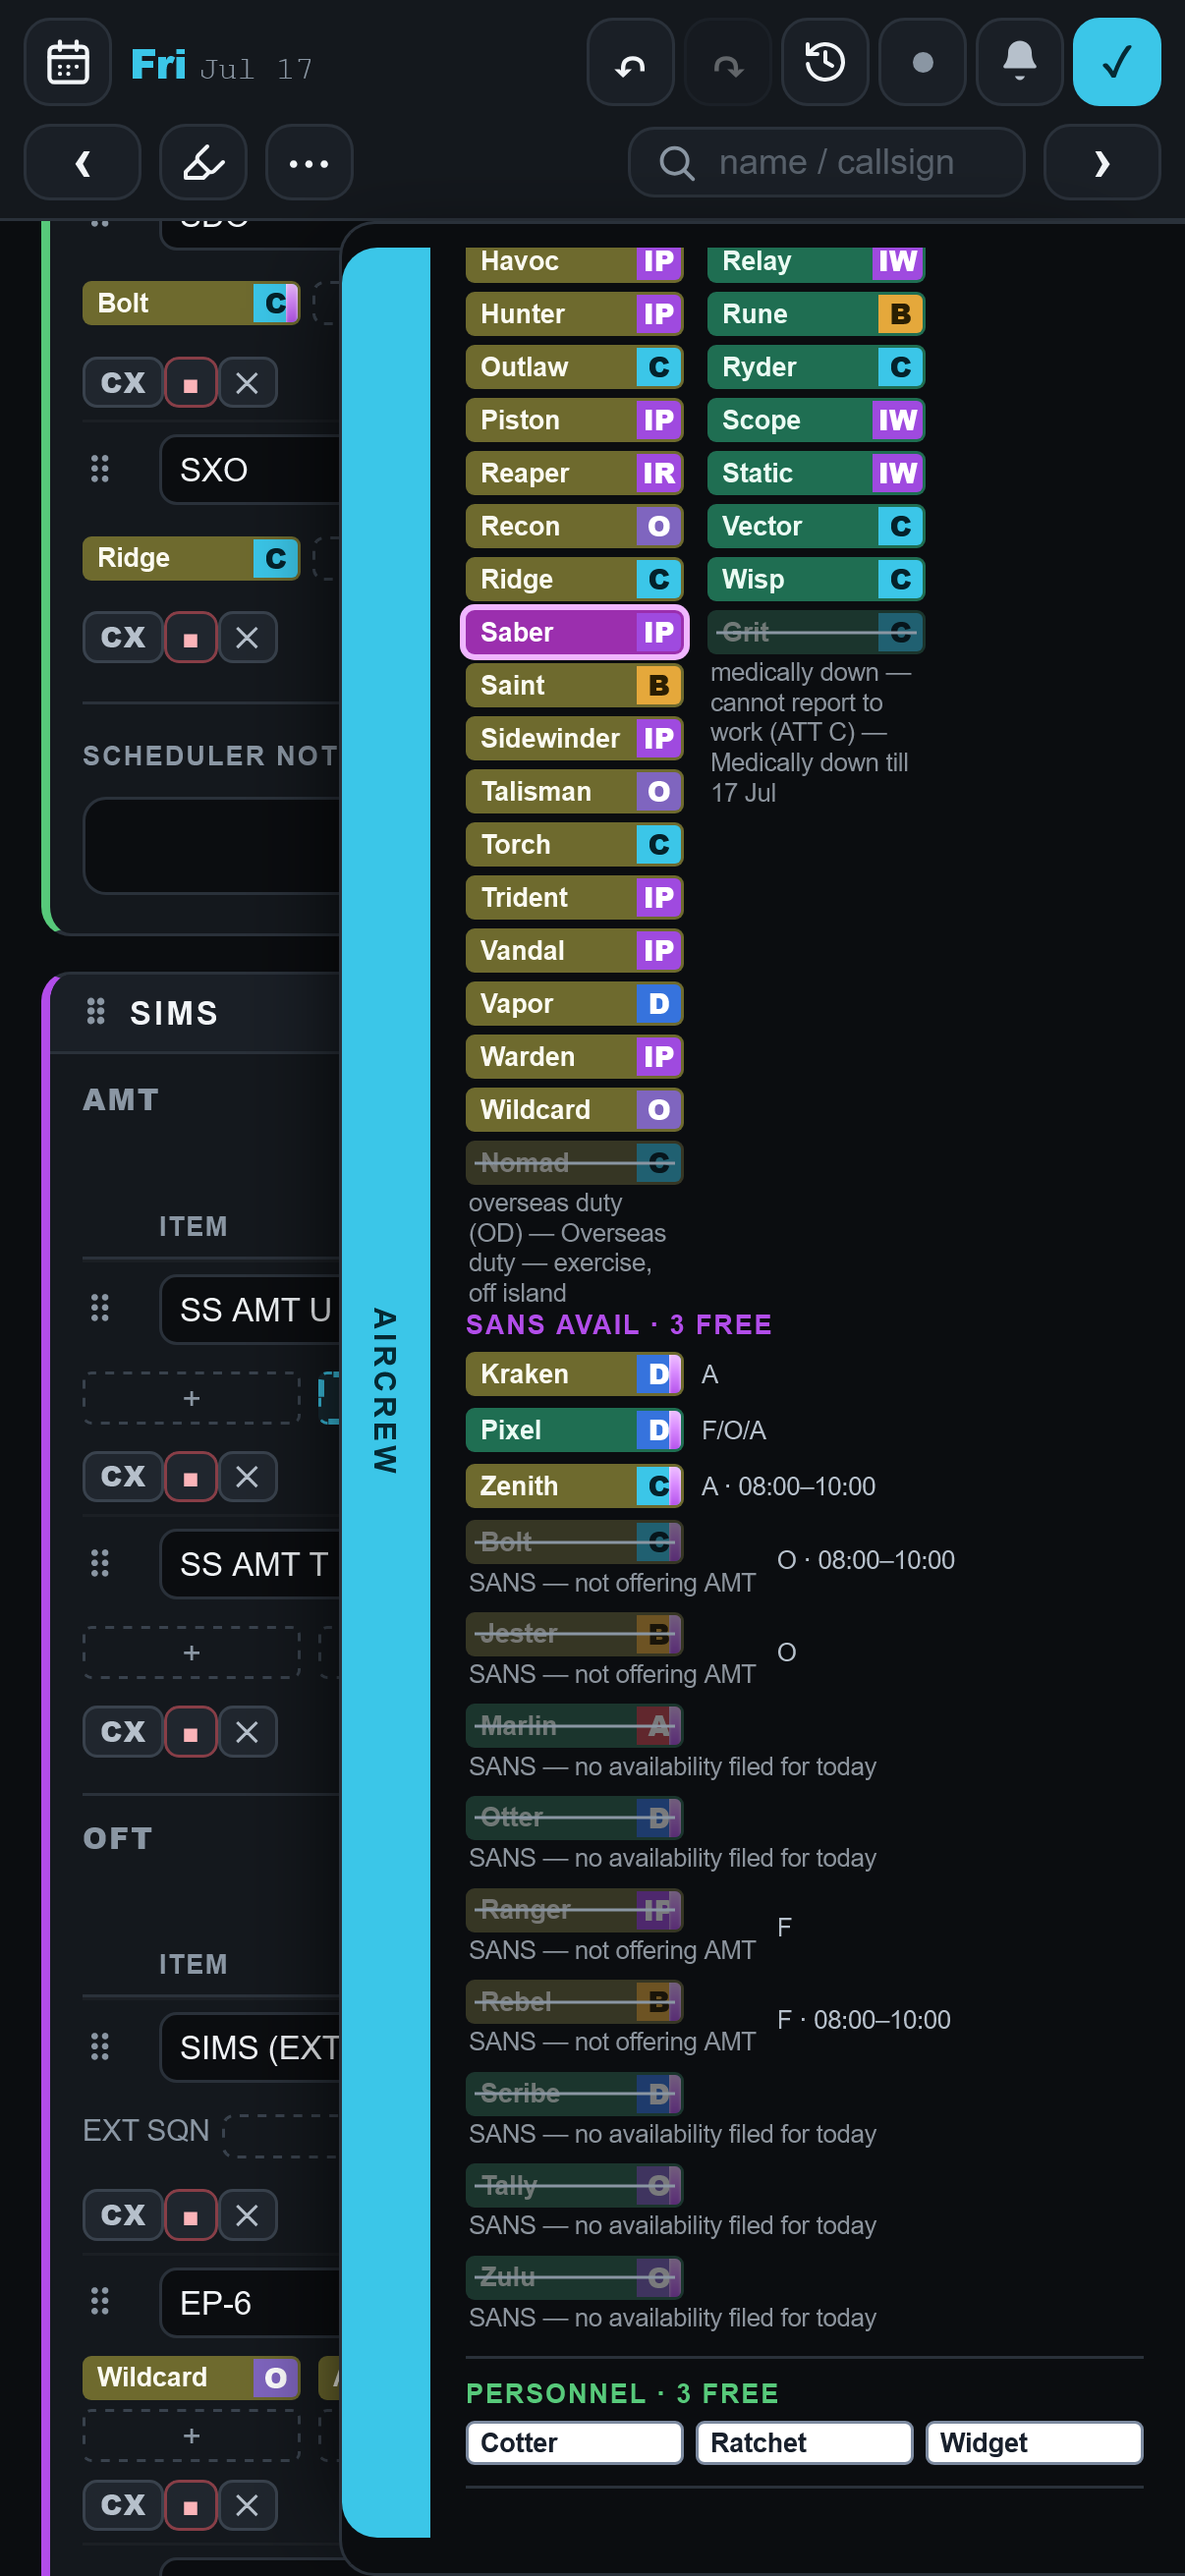 Fri Jul 17
name / callsign
Bolt C
CX
SXO
Ridge C
CX
SCHEDULER NOT
SIMS
AMT
ITEM
SS AMT U
+
CX
SS AMT T
+
CX
OFT
ITEM
SIMS (EXT
EXT SQN
CX
EP-6
Wildcard O
+
CX
AIRCREW
Havoc IP
Hunter IP
Outlaw C
Piston IP
Reaper IR
Recon O
Ridge C
Saber IP
Saint B
Sidewinder IP
Talisman O
Torch C
Trident IP
Vandal IP
Vapor D
Warden IP
Wildcard O
Nomad C
overseas duty
(OD) — Overseas
duty — exercise,
off island
Relay IW
Rune B
Ryder C
Scope IW
Static IW
Vector C
Wisp C
Grit C
medically down —
cannot report to
work (ATT C) —
Medically down till
17 Jul
SANS AVAIL · 3 FREE
Kraken D A
Pixel D F/O/A
Zenith C A · 08:00–10:00
Bolt C O · 08:00–10:00
SANS — not offering AMT
Jester B O
SANS — not offering AMT
Marlin A
SANS — no availability filed for today
Otter D
SANS — no availability filed for today
Ranger IP F
SANS — not offering AMT
Rebel B F · 08:00–10:00
SANS — not offering AMT
Scribe D
SANS — no availability filed for today
Tally O
SANS — no availability filed for today
Zulu O
SANS — no availability filed for today
PERSONNEL · 3 FREE
Cotter Ratchet Widget